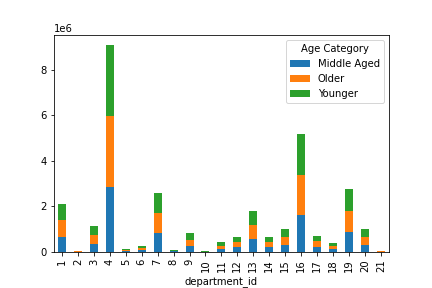 1e6
Age Category
Middle Aged
Older
Younger
8
6
4
2
0
1 2 3 4 5 6 7 8 9 10 11 12 13 14 15 16 17 18 19 20 21
department_id